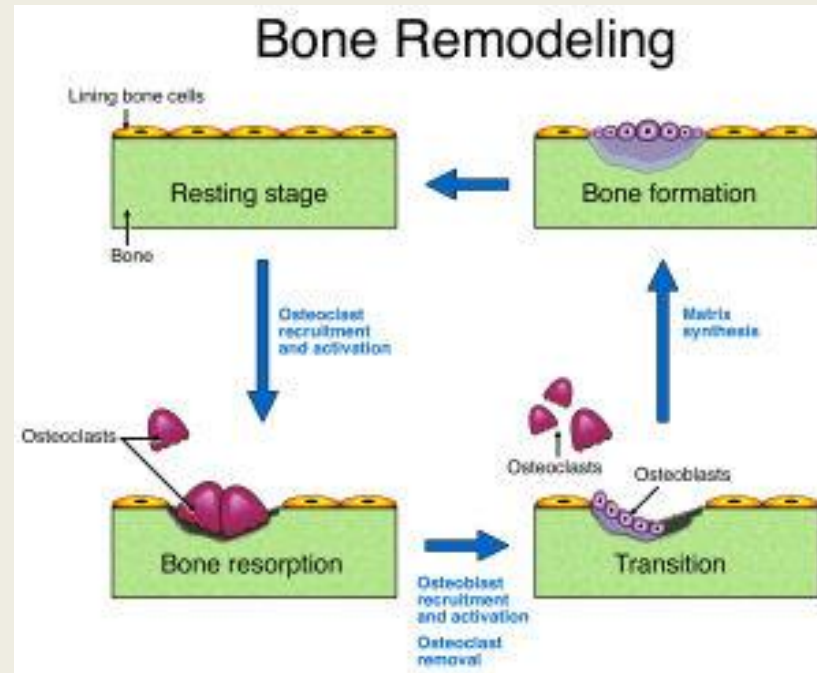 Bone Remodeling
Lining bone cells
Resting stage
Bone
Bone formation
Osteoclast
recruitment
and activation
Matrix
synthesis
Osteoclasts
Bone resorption
Osteoblast
recruitment
and activation
Osteoclast
removal
Osteoclasts
Osteoblasts
Transition